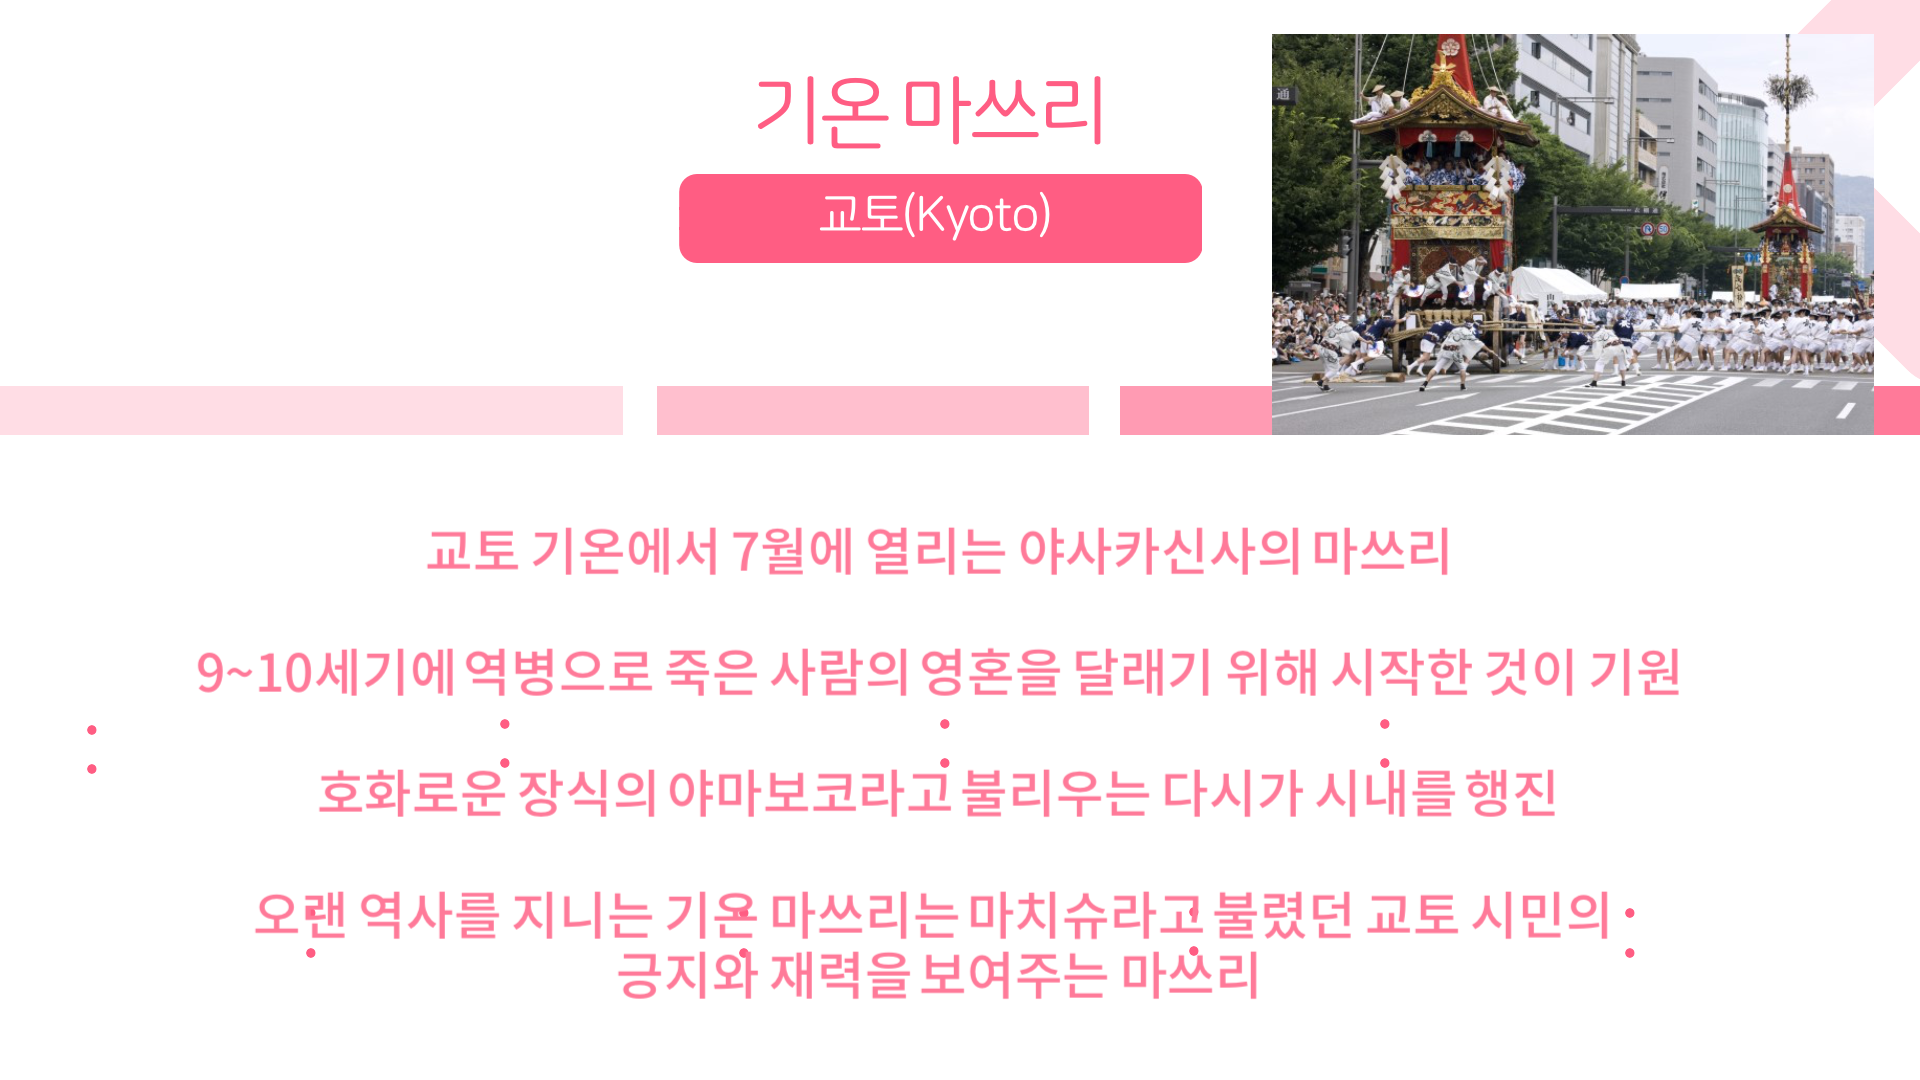 기온 마쓰리
교토(Kyoto)
通
교토 기온에서 7월에 열리는 야사카신사의 마쓰리
9~10세기에 역병으로 죽은 사람의 영혼을 달래기 위해 시작한 것이 기원
호화로운 장식의 야마보코라고 불리우는 다시가 시내를 행진
오랜 역사를 지니는 기온 마쓰리는 마치슈라고 불렸던 교토 시민의
긍지와 재력을 보여주는 마쓰리